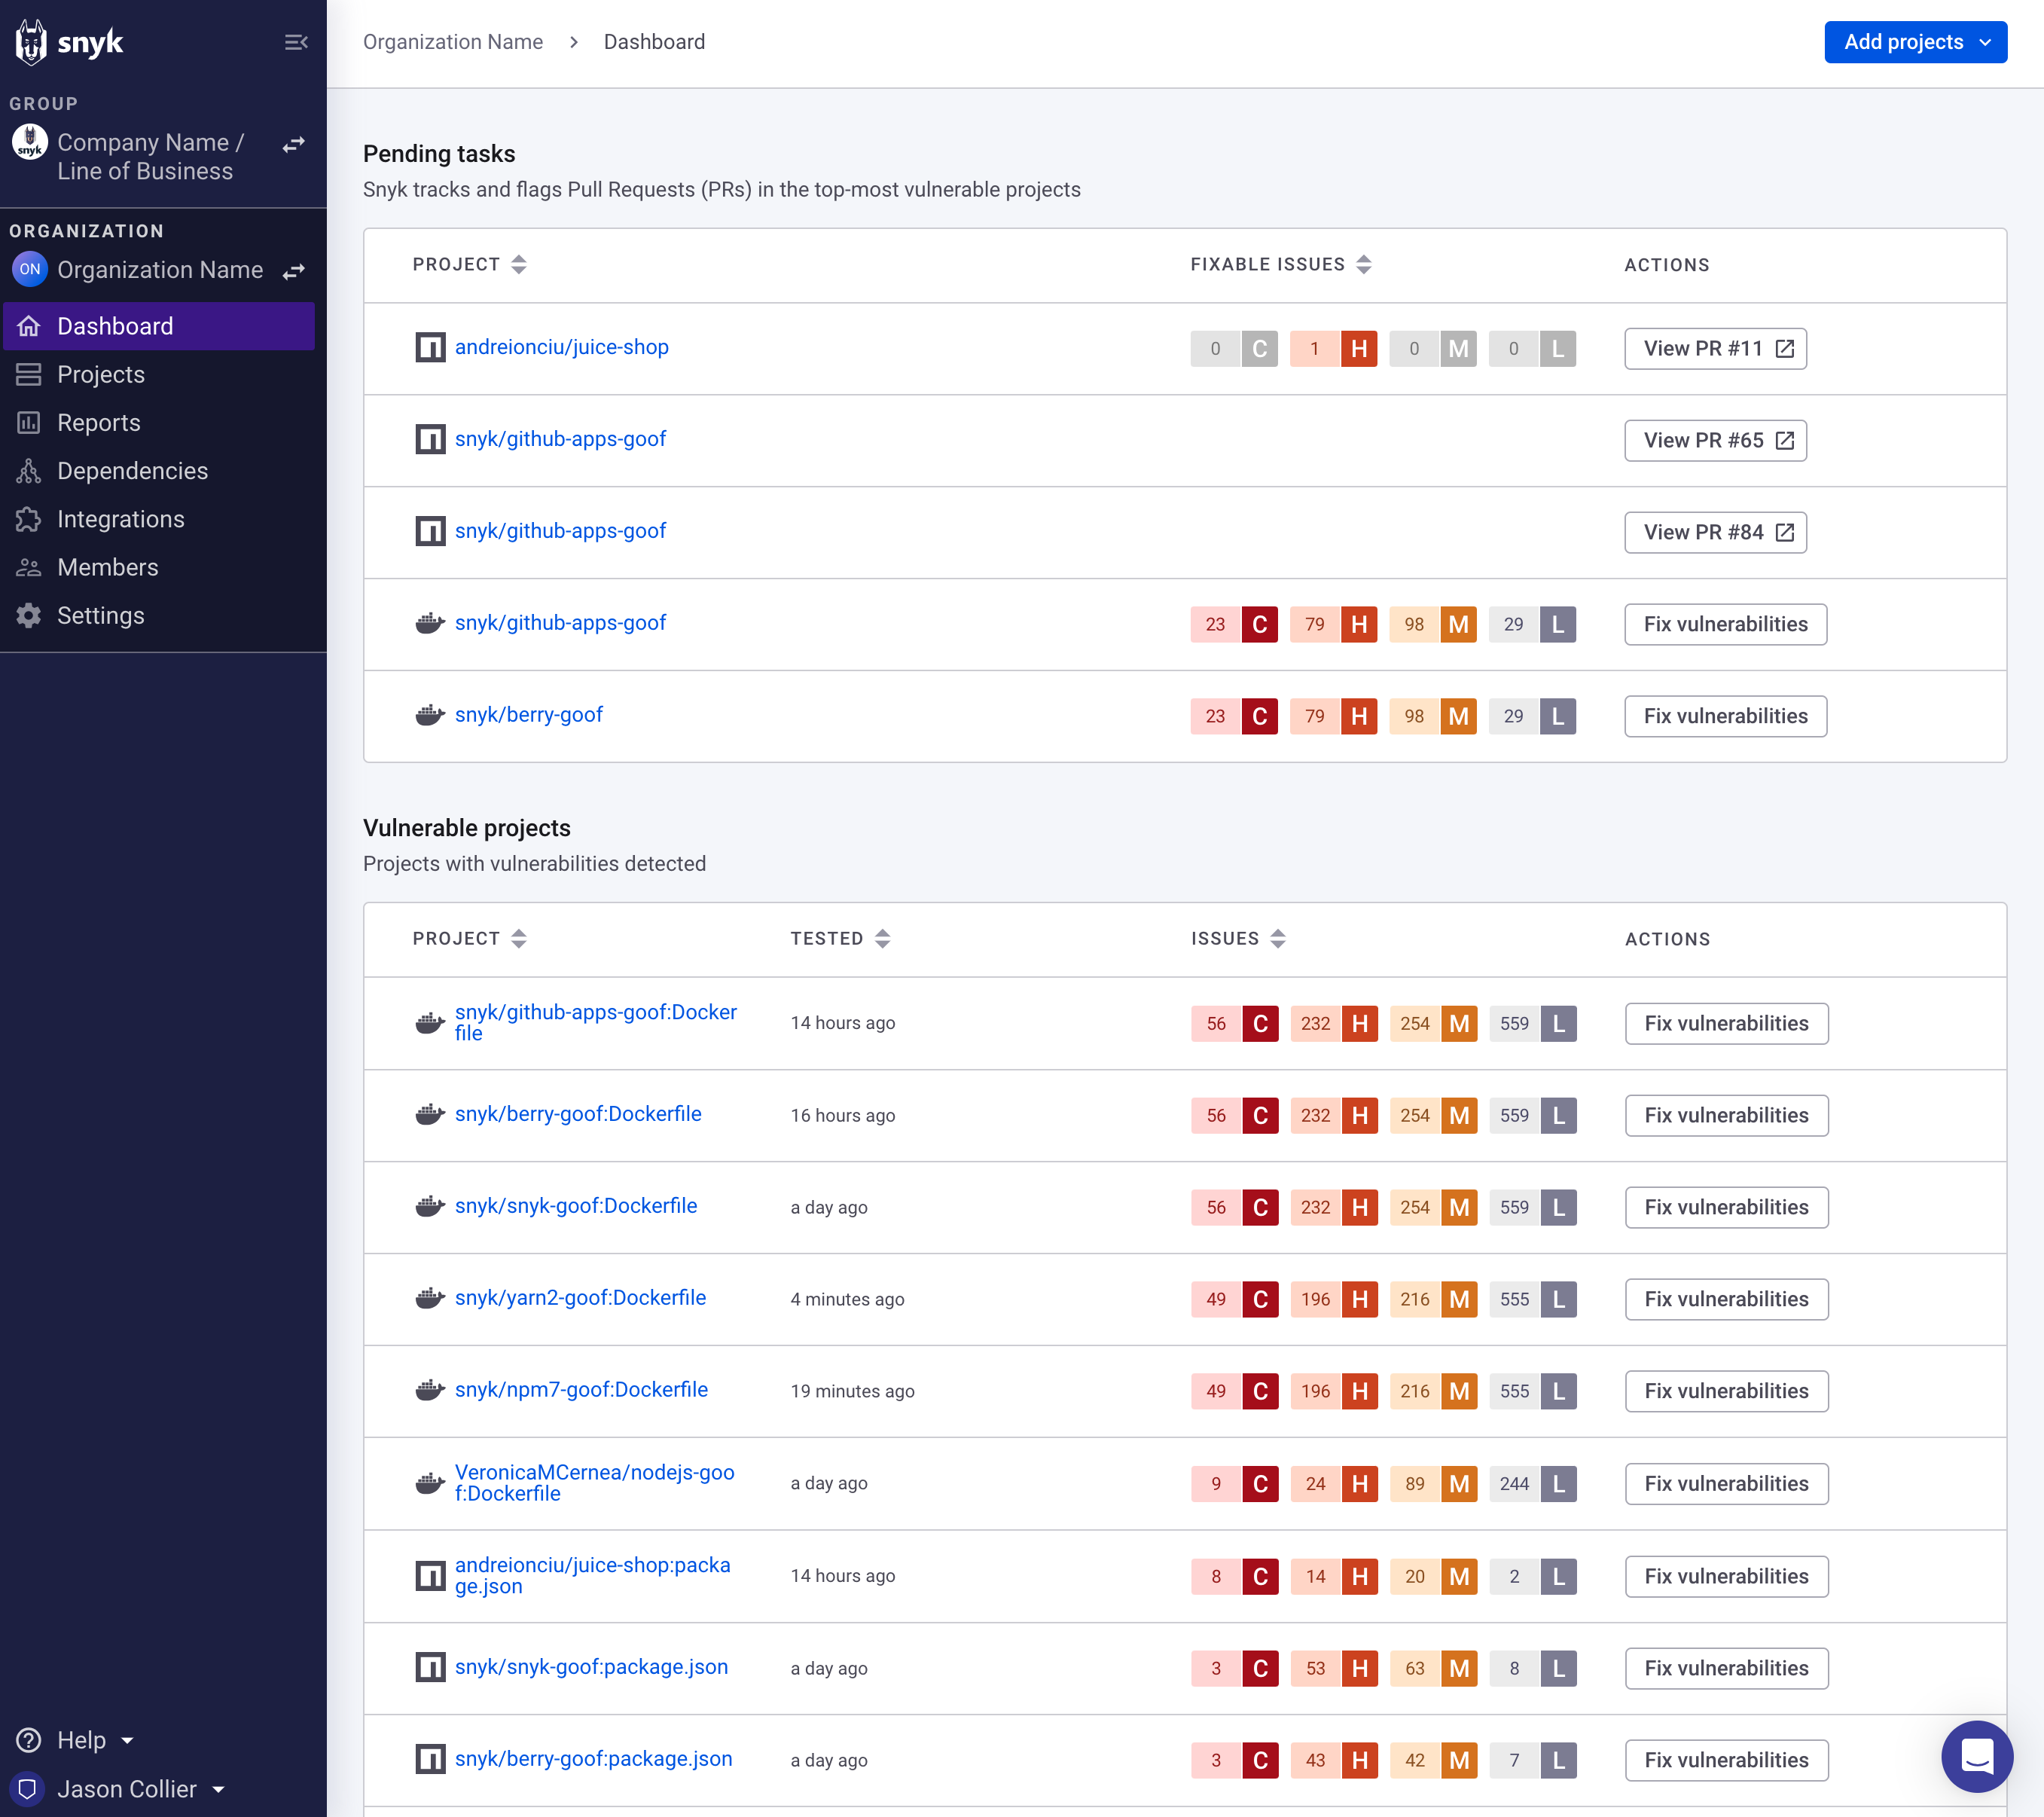 snyk
Organization Name > Dashboard
Add projects
GROUP
snyk
Company Name /
Line of Business
ORGANIZATION
ON
Organization Name
Dashboard
Projects
Reports
Dependencies
Integrations
Members
Settings
Help
Jason Collier
Pending tasks
Snyk tracks and flags Pull Requests (PRs) in the top-most vulnerable projects
PROJECT FIXABLE ISSUES ACTIONS
andreionciu/juice-shop 0 C 1 H 0 M 0 L View PR #11
snyk/github-apps-goof View PR #65
snyk/github-apps-goof View PR #84
snyk/github-apps-goof 23 C 79 H 98 M 29 L Fix vulnerabilities
snyk/berry-goof 23 C 79 H 98 M 29 L Fix vulnerabilities
Vulnerable projects
Projects with vulnerabilities detected
PROJECT TESTED ISSUES ACTIONS
snyk/github-apps-goof:Docker
file
14 hours ago 56 C 232 H 254 M 559 L Fix vulnerabilities
snyk/berry-goof:Dockerfile 16 hours ago 56 C 232 H 254 M 559 L Fix vulnerabilities
snyk/snyk-goof:Dockerfile a day ago 56 C 232 H 254 M 559 L Fix vulnerabilities
snyk/yarn2-goof:Dockerfile 4 minutes ago 49 C 196 H 216 M 555 L Fix vulnerabilities
snyk/npm7-goof:Dockerfile 19 minutes ago 49 C 196 H 216 M 555 L Fix vulnerabilities
VeronicaMCernea/nodejs-goo
f:Dockerfile
a day ago 9 C 24 H 89 M 244 L Fix vulnerabilities
andreionciu/juice-shop:packa
ge.json
14 hours ago 8 C 14 H 20 M 2 L Fix vulnerabilities
snyk/snyk-goof:package.json a day ago 3 C 53 H 63 M 8 L Fix vulnerabilities
snyk/berry-goof:package.json a day ago 3 C 43 H 42 M 7 L Fix vulnerabilities